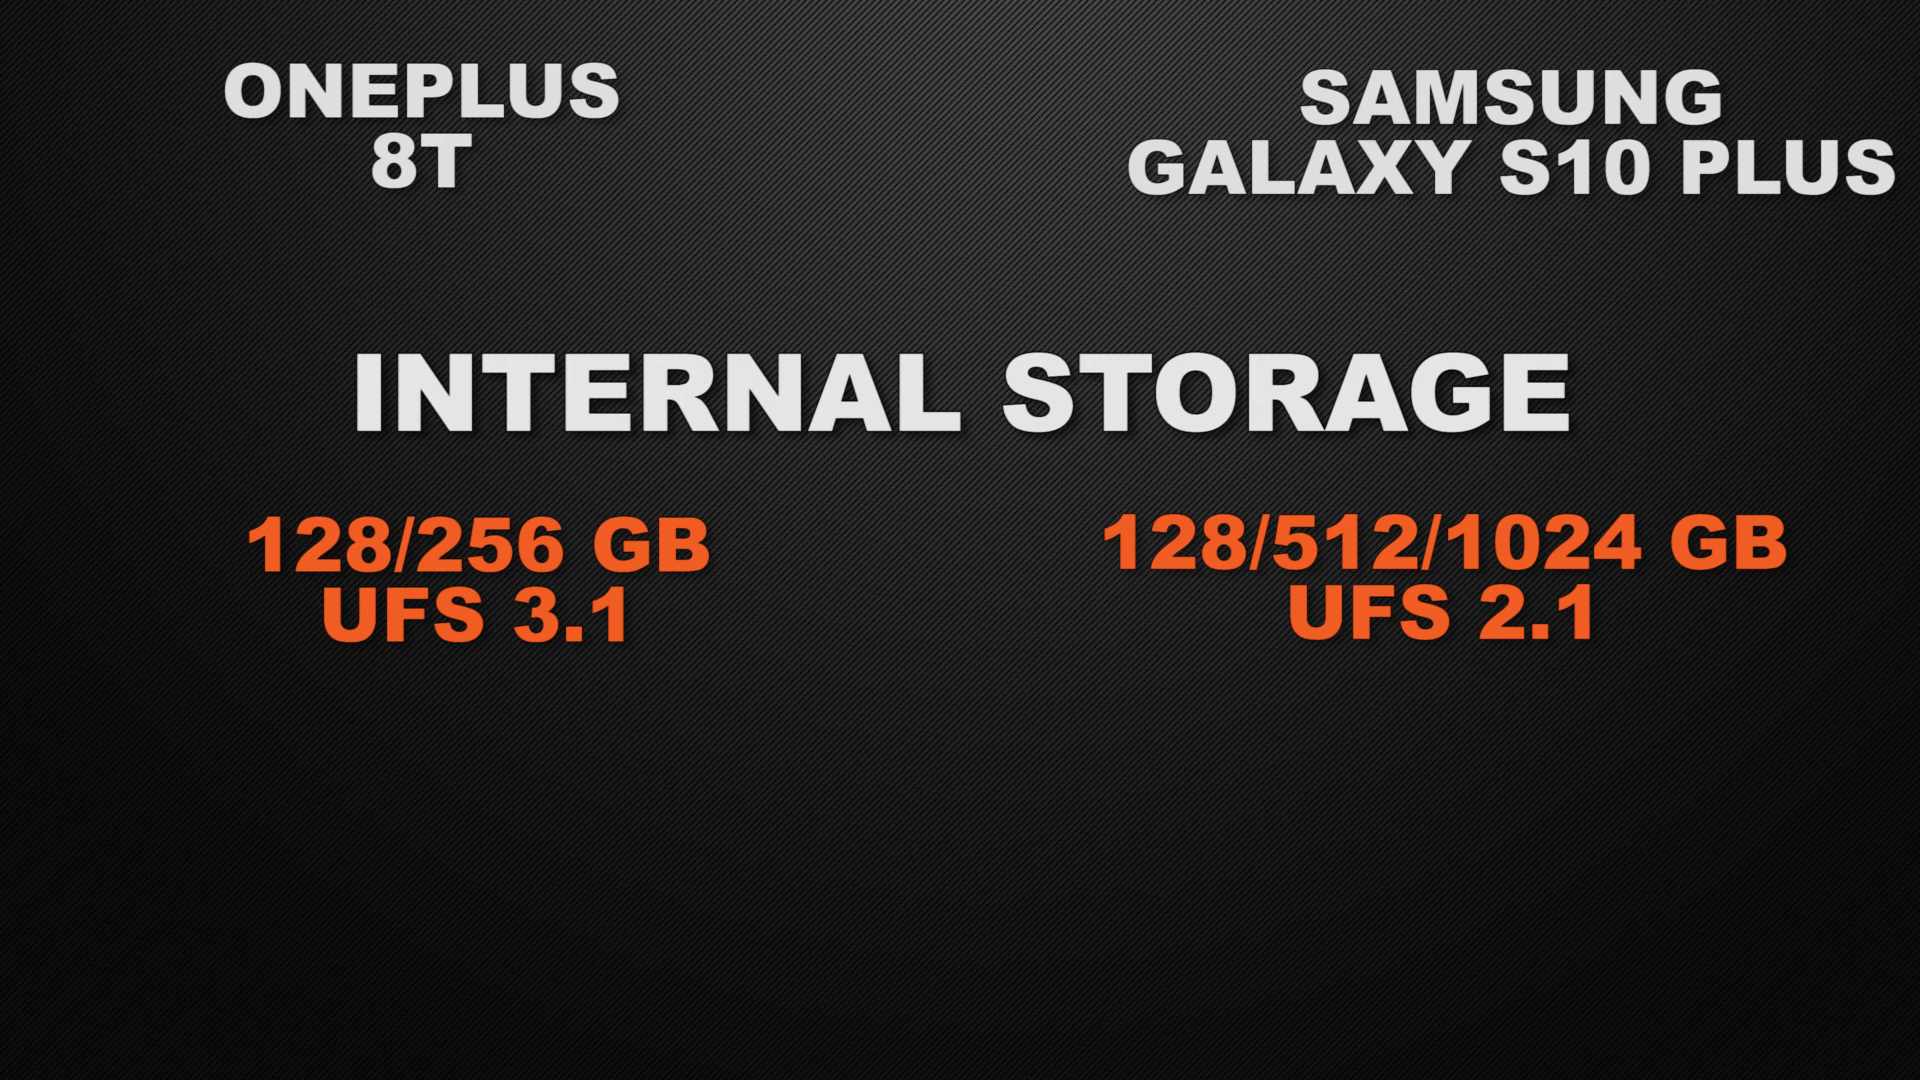 ONEPLUS
8T
SAMSUNG
GALAXY S10 PLUS
INTERNAL STORAGE
128/256 GB
UFS 3.1
128/512/1024 GB
UFS 2.1